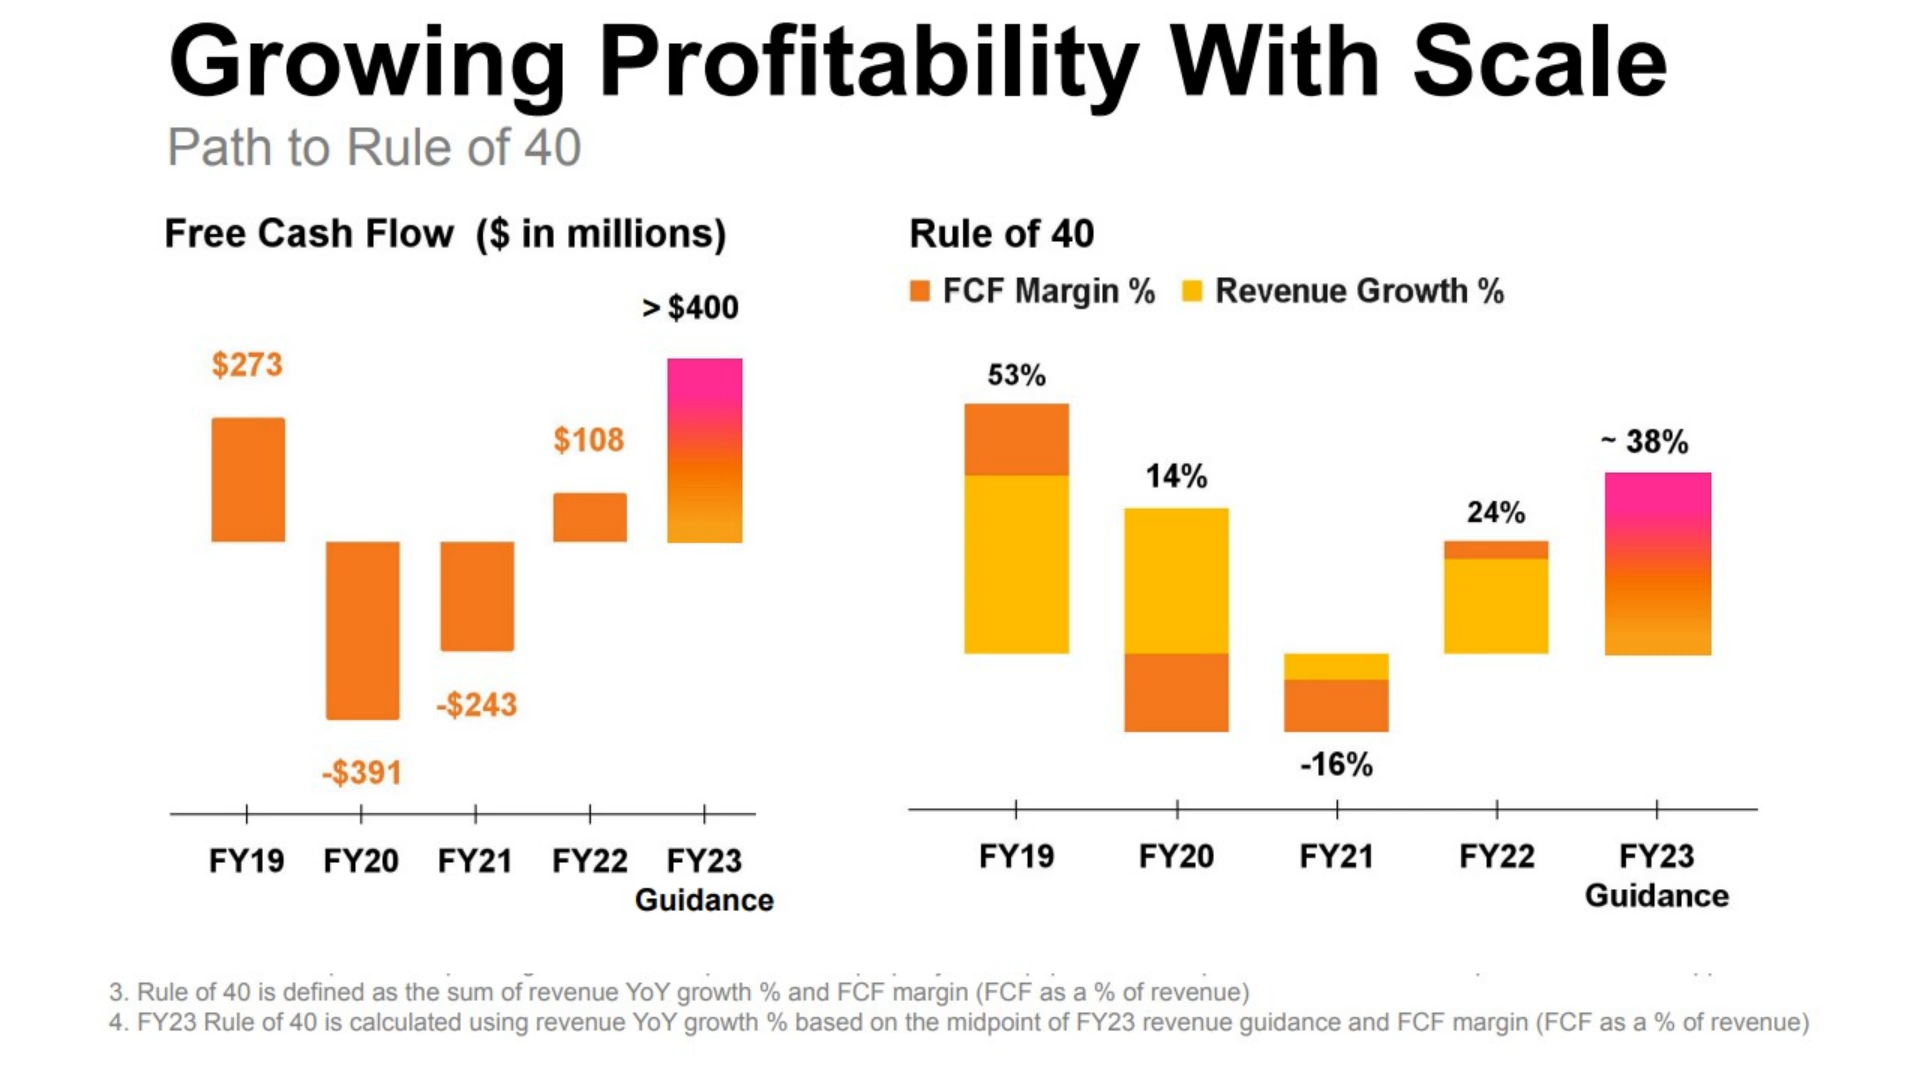 Growing Profitability With Scale
Path to Rule of 40
Free Cash Flow ($ in millions)
> $400
$273
$108
-$243
-$391
FY19 FY20 FY21 FY22 FY23
Guidance
Rule of 40
FCF Margin % Revenue Growth %
53%
~ 38%
14%
24%
-16%
FY19 FY20 FY21 FY22 FY23
Guidance
3. Rule of 40 is defined as the sum of revenue YoY growth % and FCF margin (FCF as a % of revenue)
4. FY23 Rule of 40 is calculated using revenue YoY growth % based on the midpoint of FY23 revenue guidance and FCF margin (FCF as a % of revenue)